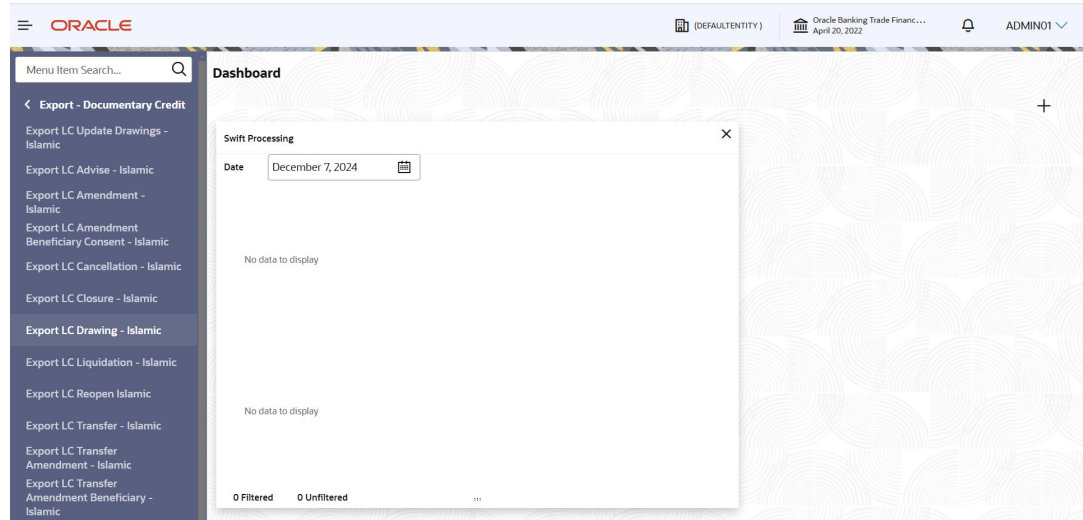 ORACLE
(DEFAULTENTITY )
Oracle Banking Trade Financ...
April 20, 2022
ADMIN01
Menu Item Search...
Export - Documentary Credit
Export LC Update Drawings -
Islamic
Export LC Advise - Islamic
Export LC Amendment -
Islamic
Export LC Amendment
Beneficiary Consent - Islamic
Export LC Cancellation - Islamic
Export LC Closure - Islamic
Export LC Drawing - Islamic
Export LC Liquidation - Islamic
Export LC Reopen Islamic
Export LC Transfer - Islamic
Export LC Transfer
Amendment - Islamic
Export LC Transfer
Amendment Beneficiary -
Islamic
Dashboard
Swift Processing
Date December 7, 2024
No data to display
No data to display
0 Filtered 0 Unfiltered